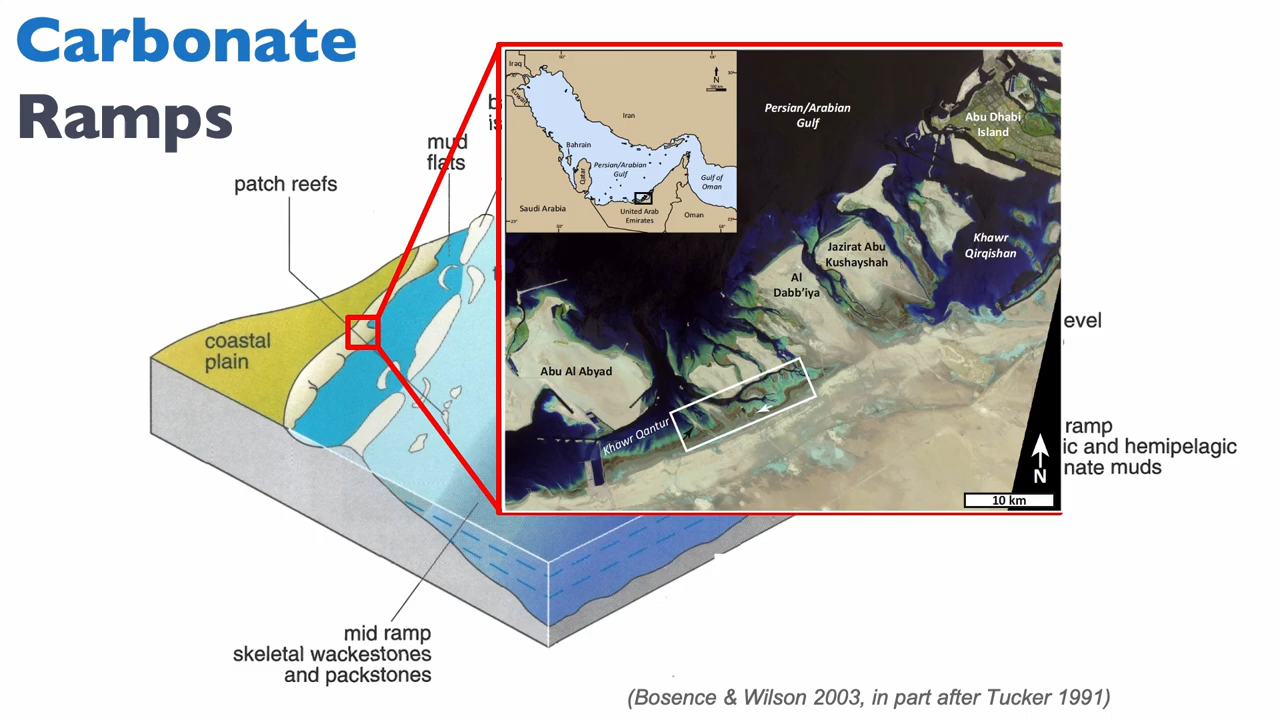 Carbonate
Ramps
patch reefs
mud
flats
coastal
plain
mid ramp
skeletal wackestones
and packstones
Iraq
Iran
N
Bahrain
Qatar
Persian/Arabian
Gulf
Gulf of
Oman
Saudi Arabia
United Arab
Emirates
Oman
Persian/Arabian
Gulf
Abu Dhabi
Island
Khawr
Qirqishan
Jazirat Abu
Kushayshah
Al
Dabb'iya
Abu Al Abyad
Khawr Qantur
N
10 km
evel
ramp
ic and hemipelagic
nate muds
(Bosence & Wilson 2003, in part after Tucker 1991)